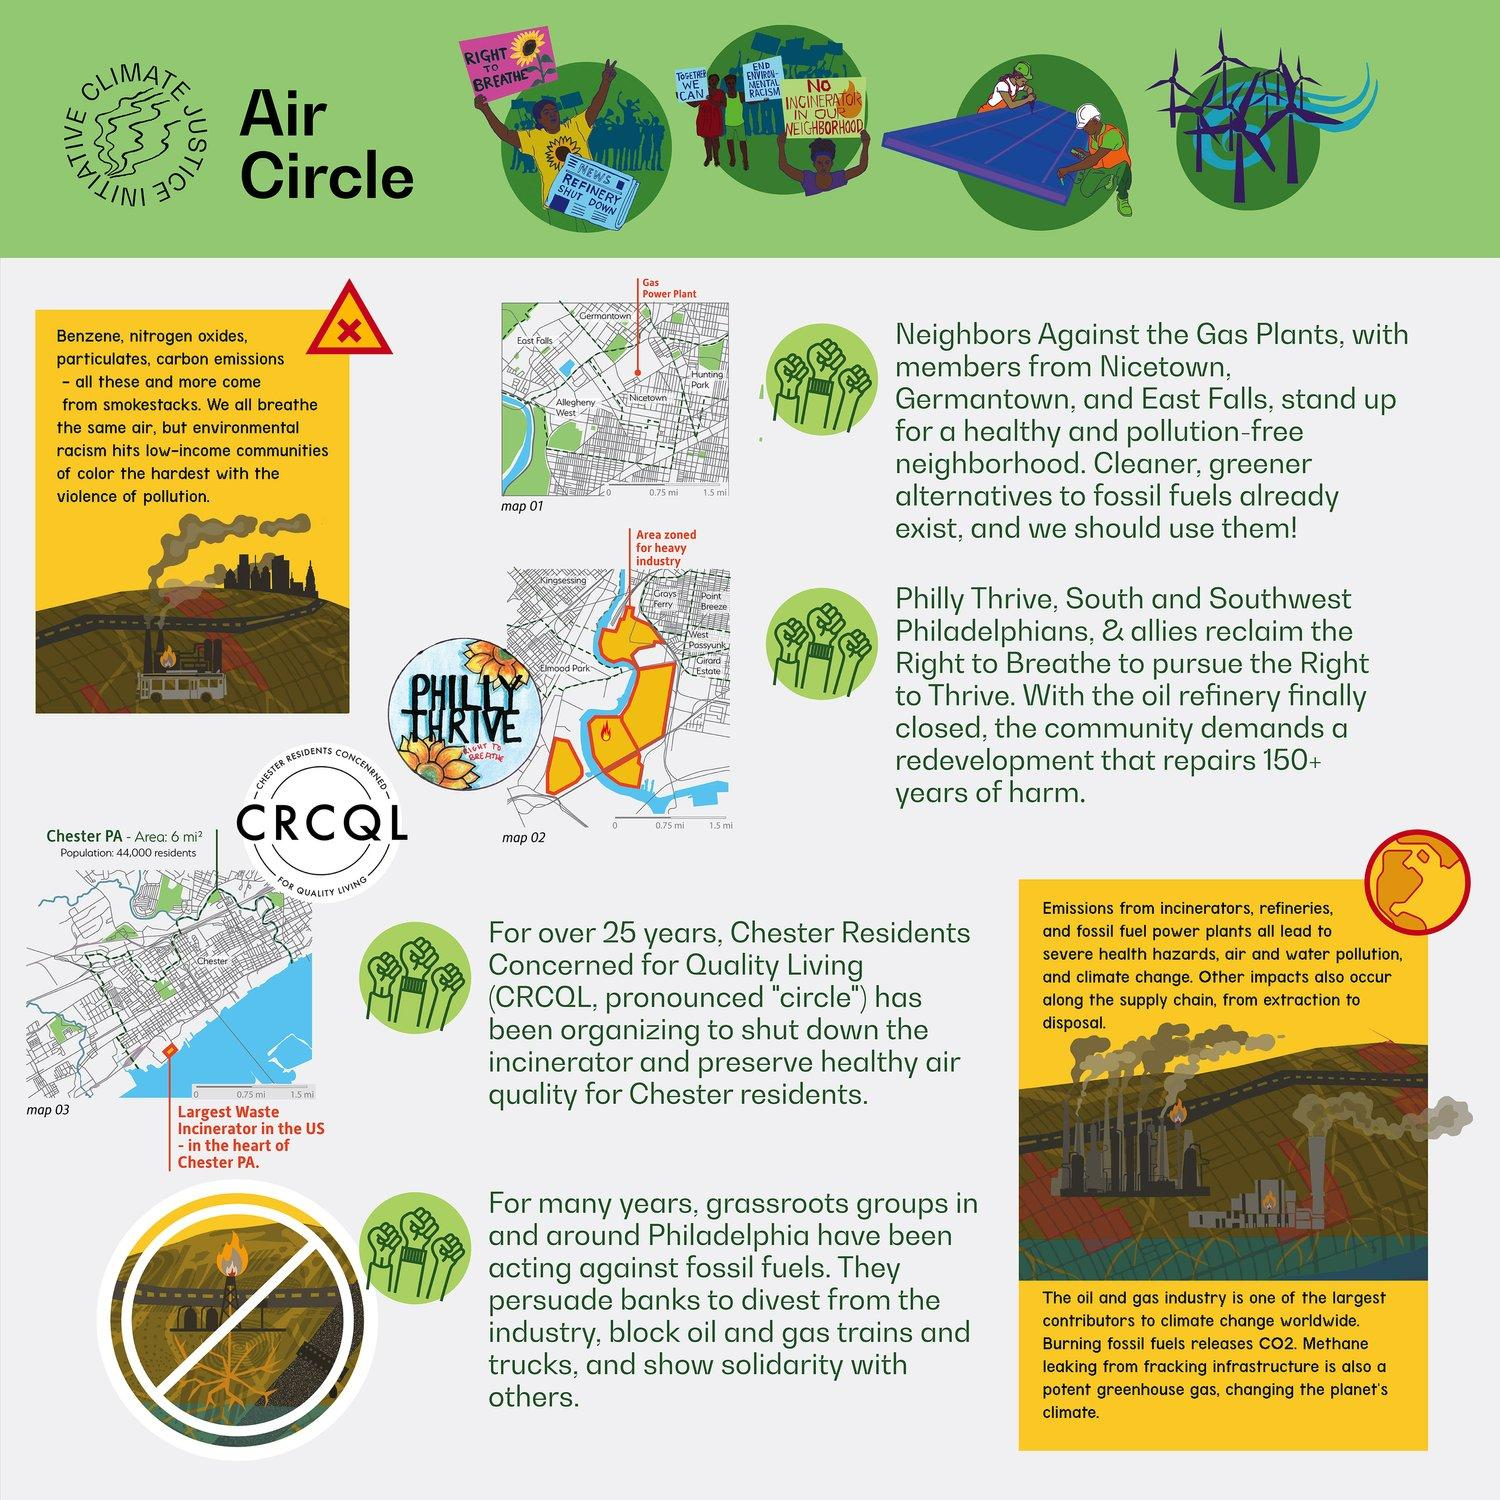 CLIMATE JUSTICE INITIATIVE
Air
Circle
RIGHT
TO
BREATHE
NEWS
REFINERY
SHUT DOWN
TOGETHER
WE
CAN
END
ENVIRON-
MENTAL
RACISM
NO
INCINERATOR
IN OUR
NEIGHBORHOOD
Benzene, nitrogen oxides,
particulates, carbon emissions
– all these and more come
from smokestacks. We all breathe
the same air, but environmental
racism hits low-income communities
of color the hardest with the
violence of pollution.
Gas
Power Plant
Germantown
East Falls
Hunting
Park
Allegheny
West
Nicetown
0 0.75 mi 1.5 mi
map 01
Neighbors Against the Gas Plants, with
members from Nicetown,
Germantown, and East Falls, stand up
for a healthy and pollution-free
neighborhood. Cleaner, greener
alternatives to fossil fuels already
exist, and we should use them!
Area zoned
for heavy
industry
Kingsessing
Grays
Ferry
Point
Breeze
West
Passyunk
Girard
Estate
Elmwood Park
0 0.75 mi 1.5 mi
map 02
PHILLY
THRIVE
RIGHT TO
BREATHE
Philly Thrive, South and Southwest
Philadelphians, & allies reclaim the
Right to Breathe to pursue the Right
to Thrive. With the oil refinery finally
closed, the community demands a
redevelopment that repairs 150+
years of harm.
CHESTER RESIDENTS CONCENRNED
CRCQL
FOR QUALITY LIVING
Chester PA - Area: 6 mi²
Population: 44,000 residents
Chester
0 0.75 mi 1.5 mi
map 03
Largest Waste
Incinerator in the US
- in the heart of
Chester PA.
For over 25 years, Chester Residents
Concerned for Quality Living
(CRCQL, pronounced "circle") has
been organizing to shut down the
incinerator and preserve healthy air
quality for Chester residents.
For many years, grassroots groups in
and around Philadelphia have been
acting against fossil fuels. They
persuade banks to divest from the
industry, block oil and gas trains and
trucks, and show solidarity with
others.
Emissions from incinerators, refineries,
and fossil fuel power plants all lead to
severe health hazards, air and water pollution,
and climate change. Other impacts also occur
along the supply chain, from extraction to
disposal.
The oil and gas industry is one of the largest
contributors to climate change worldwide.
Burning fossil fuels releases CO2. Methane
leaking from fracking infrastructure is also a
potent greenhouse gas, changing the planet's
climate.